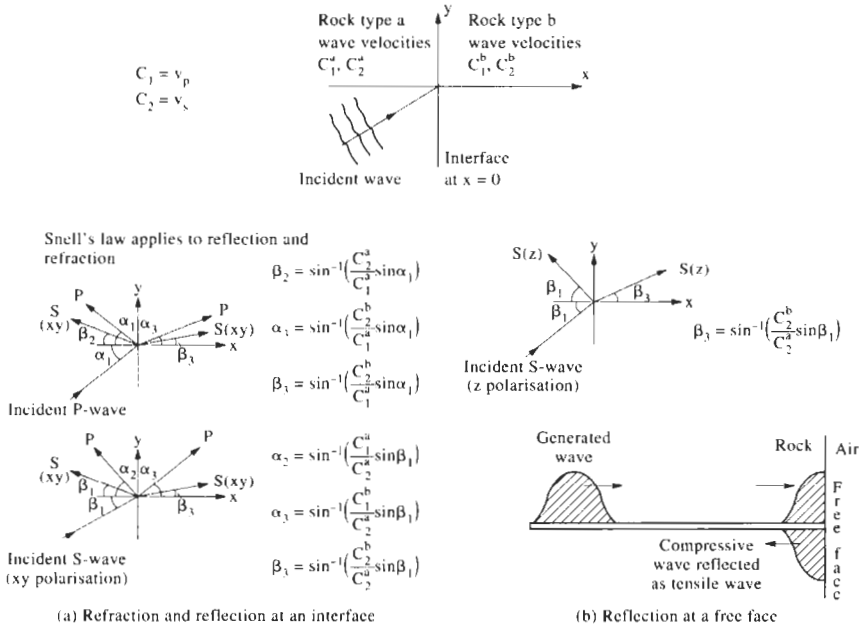 C₁ = vₚ
C₂ = vₛ
Rock type a
wave velocities
C₁ᵃ, C₂ᵃ
y
Rock type b
wave velocities
C₁ᵇ, C₂ᵇ
x
Incident wave
Interface
at x = 0
Snell's law applies to reflection and
refraction
P
S
(xy)
y
P
S(xy)
x
α₁
α₃
β₂
α₁
β₃
Incident P-wave
β₂ = sin⁻¹(C₂ᵃ/C₁ᵃ sinα₁)
α₃ = sin⁻¹(C₂ᵇ/C₁ᵃ sinα₁)
β₃ = sin⁻¹(C₂ᵇ/C₁ᵃ sinα₁)
P
S
(xy)
y
P
S(xy)
x
α₂
α₃
β₁
β₁
β₃
Incident S-wave
(xy polarisation)
α₂ = sin⁻¹(C₁ᵃ/C₂ᵃ sinβ₁)
α₃ = sin⁻¹(C₁ᵇ/C₂ᵃ sinβ₁)
β₃ = sin⁻¹(C₂ᵇ/C₂ᵃ sinβ₁)
(a) Refraction and reflection at an interface
S(z)
y
S(z)
x
β₁
β₁
β₃
Incident S-wave
(z polarisation)
β₃ = sin⁻¹(C₂ᵇ/C₂ᵃ sinβ₁)
Generated
wave
Rock
Air
Free face
Compressive
wave reflected
as tensile wave
(b) Reflection at a free face